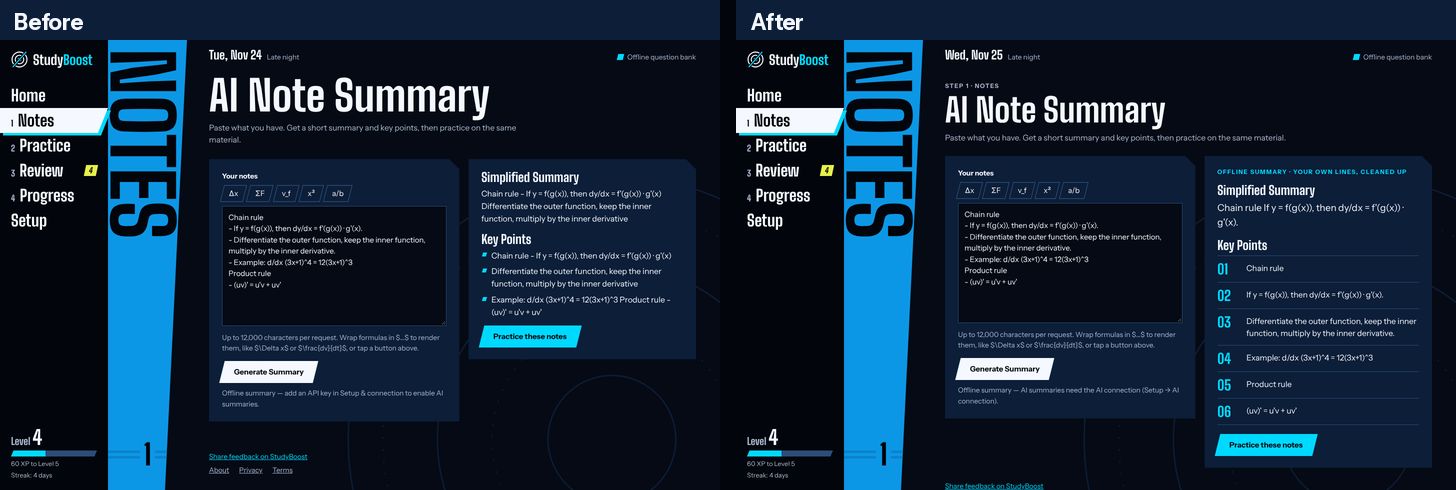 Before
StudyBoost
Home
1 Notes
2 Practice
3 Review 4
4 Progress
Setup
Level 4
60 XP to Level 5
Streak: 4 days
NOTES
1
Tue, Nov 24 Late night
Offline question bank
AI Note Summary
Paste what you have. Get a short summary and key points, then practice on the same
material.
Your notes
Δx ΣF v_f x² a/b
Chain rule
- If y = f(g(x)), then dy/dx = f'(g(x)) · g'(x).
- Differentiate the outer function, keep the inner function,
multiply by the inner derivative.
- Example: d/dx (3x+1)^4 = 12(3x+1)^3
Product rule
- (uv)' = u'v + uv'
Up to 12,000 characters per request. Wrap formulas in $...$ to render
them, like $\Delta x$ or $\frac{dv}{dt}$, or tap a button above.
Generate Summary
Offline summary — add an API key in Setup & connection to enable AI
summaries.
Simplified Summary
Chain rule - If y = f(g(x)), then dy/dx = f'(g(x)) · g'(x)
Differentiate the outer function, keep the inner
function, multiply by the inner derivative
Key Points
Chain rule - If y = f(g(x)), then dy/dx = f'(g(x)) · g'(x)
Differentiate the outer function, keep the inner
function, multiply by the inner derivative
Example: d/dx (3x+1)^4 = 12(3x+1)^3 Product rule -
(uv)' = u'v + uv'
Practice these notes
Share feedback on StudyBoost
About Privacy Terms
After
StudyBoost
Home
1 Notes
2 Practice
3 Review 4
4 Progress
Setup
Level 4
60 XP to Level 5
Streak: 4 days
NOTES
1
Wed, Nov 25 Late night
Offline question bank
STEP 1 · NOTES
AI Note Summary
Paste what you have. Get a short summary and key points, then practice on the same material.
Your notes
Δx ΣF v_f x² a/b
Chain rule
- If y = f(g(x)), then dy/dx = f'(g(x)) · g'(x).
- Differentiate the outer function, keep the inner function,
multiply by the inner derivative.
- Example: d/dx (3x+1)^4 = 12(3x+1)^3
Product rule
- (uv)' = u'v + uv'
Up to 12,000 characters per request. Wrap formulas in $...$ to render
them, like $\Delta x$ or $\frac{dv}{dt}$, or tap a button above.
Generate Summary
Offline summary — AI summaries need the AI connection (Setup → AI
connection).
OFFLINE SUMMARY · YOUR OWN LINES, CLEANED UP
Simplified Summary
Chain rule If y = f(g(x)), then dy/dx = f'(g(x)) ·
g'(x).
Key Points
01 Chain rule
02 If y = f(g(x)), then dy/dx = f'(g(x)) · g'(x).
03 Differentiate the outer function, keep the inner
function, multiply by the inner derivative.
04 Example: d/dx (3x+1)^4 = 12(3x+1)^3
05 Product rule
06 (uv)' = u'v + uv'
Practice these notes
Share feedback on StudyBoost